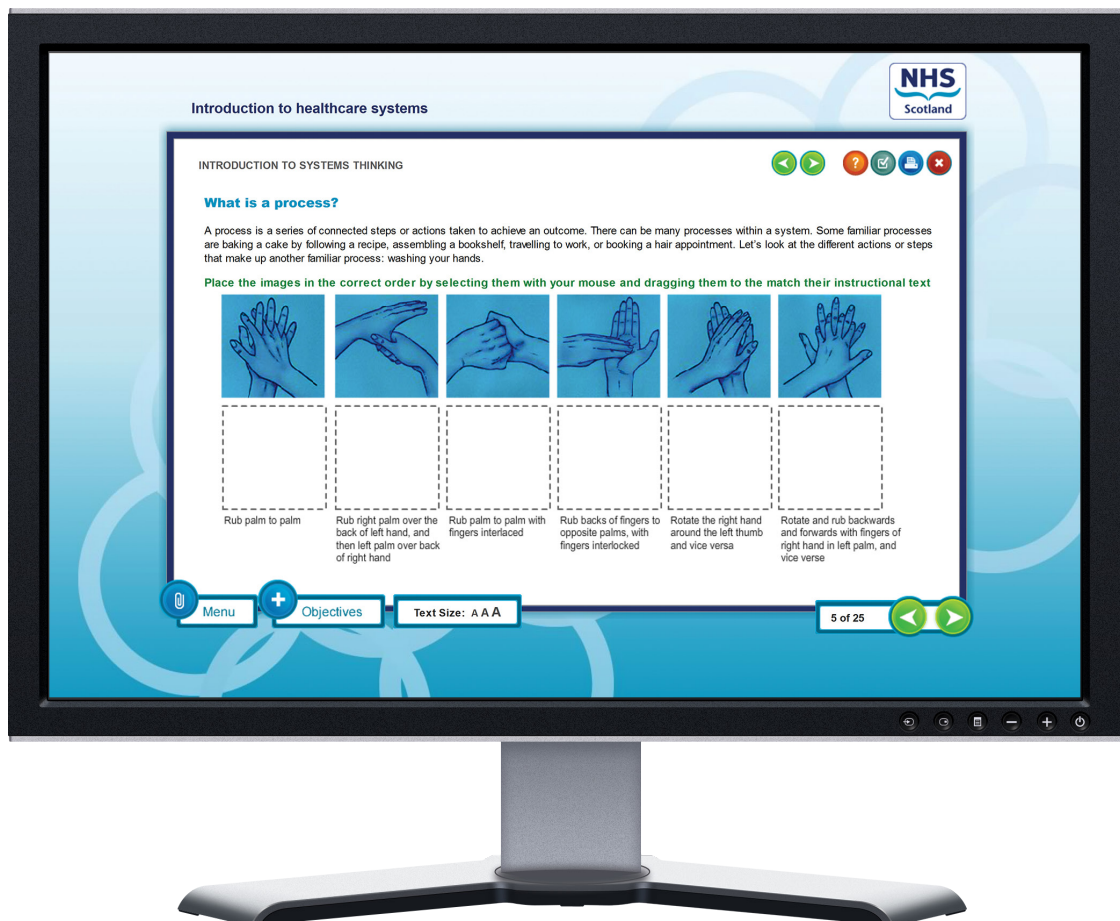 NHS
Scotland
Introduction to healthcare systems
INTRODUCTION TO SYSTEMS THINKING
?
What is a process?
A process is a series of connected steps or actions taken to achieve an outcome. There can be many processes within a system. Some familiar processes
are baking a cake by following a recipe, assembling a bookshelf, travelling to work, or booking a hair appointment. Let's look at the different actions or steps
that make up another familiar process: washing your hands.
Place the images in the correct order by selecting them with your mouse and dragging them to the match their instructional text
Rub palm to palm
Rub right palm over the
back of left hand, and
then left palm over back
of right hand
Rub palm to palm with
fingers interlaced
Rub backs of fingers to
opposite palms, with
fingers interlocked
Rotate the right hand
around the left thumb
and vice versa
Rotate and rub backwards
and forwards with fingers of
right hand in left palm, and
vice verse
Menu
Objectives
Text Size: A A A
5 of 25